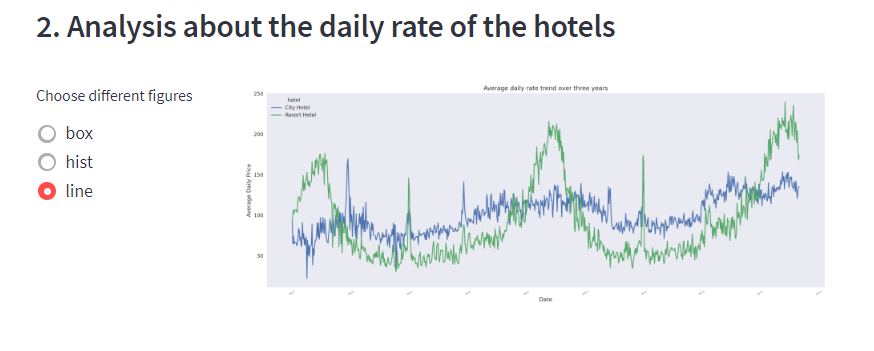 2. Analysis about the daily rate of the hotels
Choose different figures
box
hist
line
Average daily rate trend over three years
hotel
City Hotel
Resort Hotel
Average Daily Price
250
200
150
100
50
Date